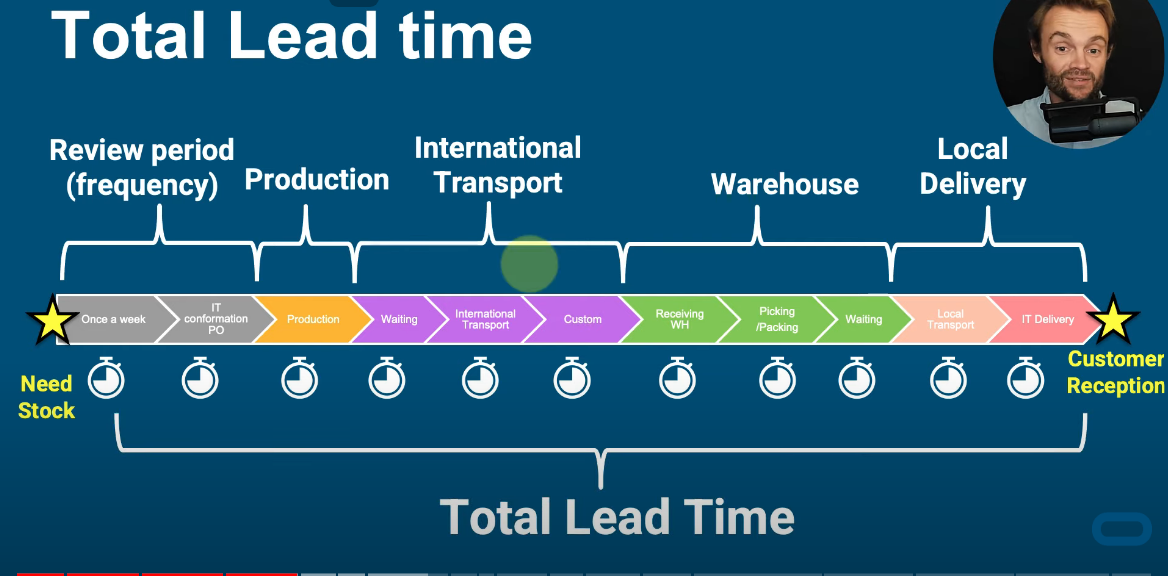 Total Lead time
Review period
(frequency)
Production
International
Transport
Warehouse
Local
Delivery
Once a week
IT
conformation
PO
Production
Waiting
International
Transport
Custom
Receiving
WH
Picking
/Packing
Waiting
Local
Transport
IT Delivery
Need
Stock
Customer
Reception
Total Lead Time